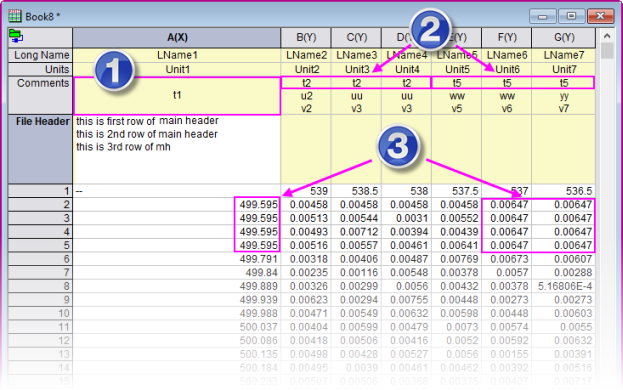 Book8 *
A(X) B(Y) C(Y) D(Y) E(Y) F(Y) G(Y)
Long Name LName1 LName2 LName3 LName4 LName5 LName6 LName7
Units Unit1 Unit2 Unit3 Unit4 Unit5 Unit6 Unit7
Comments t1 t2 t2 t2 t5 t5 t5
u2 uu uu ww ww yy
v2 v3 v3 v5 v6 v7
File Header this is first row of main header
this is 2nd row of main header
this is 3rd row of mh
1 2 3
1 -- 539 538.5 538 537.5 537 536.5
2 499.595 0.00458 0.00458 0.00458 0.00458 0.00647 0.00647
3 499.595 0.00513 0.00544 0.0031 0.00552 0.00647 0.00647
4 499.595 0.00493 0.00712 0.00394 0.00439 0.00647 0.00647
5 499.595 0.00516 0.00557 0.00461 0.00641 0.00647 0.00647
6 499.791 0.00318 0.00406 0.00487 0.00769 0.00673 0.00607
7 499.84 0.00235 0.00116 0.00548 0.00378 0.0057 0.00288
8 499.889 0.00326 0.00299 0.0056 0.00432 0.00378 5.16806E-4
9 499.939 0.00623 0.00294 0.00755 0.00448 0.00273 0.00273
10 499.988 0.00471 0.00549 0.00632 0.00598 0.00448 0.00603
11 500.037 0.00404 0.00599 0.00479 0.0073 0.00574 0.0055
12 500.086 0.00418 0.00506 0.00416 0.0052 0.00592 0.00632
13 500.135 0.00498 0.00428 0.00527 0.0056 0.00155 0.00391
14 500.184 0.00495 0.0039 0.00461 0.00462 0.00392 0.00516
15 500.233